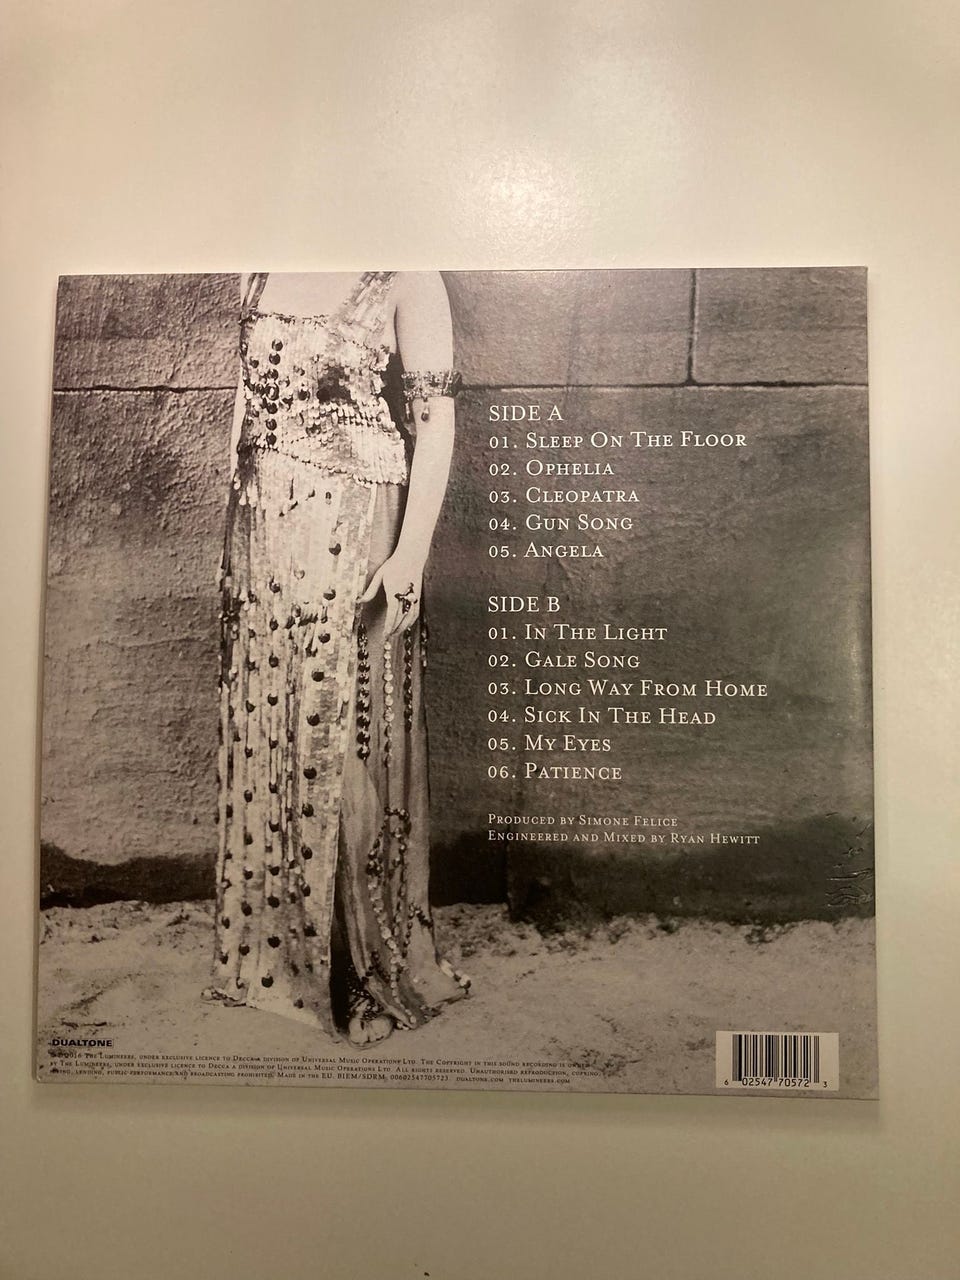 SIDE A
01. SLEEP ON THE FLOOR
02. OPHELIA
03. CLEOPATRA
04. GUN SONG
05. ANGELA
SIDE B
01. IN THE LIGHT
02. GALE SONG
03. LONG WAY FROM HOME
04. SICK IN THE HEAD
05. MY EYES
06. PATIENCE
PRODUCED BY SIMONE FELICE
ENGINEERED AND MIXED BY RYAN HEWITT
DUALTONE
2016 THE LUMINEERS, UNDER EXCLUSIVE LICENCE TO DECCA A DIVISION OF UNIVERSAL MUSIC OPERATIONS LTD. THE COPYRIGHT IN THIS SOUND RECORDING IS OWNED
BY THE LUMINEERS, UNDER EXCLUSIVE LICENCE TO DECCA A DIVISION OF UNIVERSAL MUSIC OPERATIONS LTD. ALL RIGHTS RESERVED. UNAUTHORISED REPRODUCTION, COPYING,
LENDING, PUBLIC PERFORMANCE AND BROADCASTING PROHIBITED. MADE IN THE EU. BIEM/SDRM. 00602547705723. DUALTONE.COM THELUMINEERS.COM
6 02547 70572 3